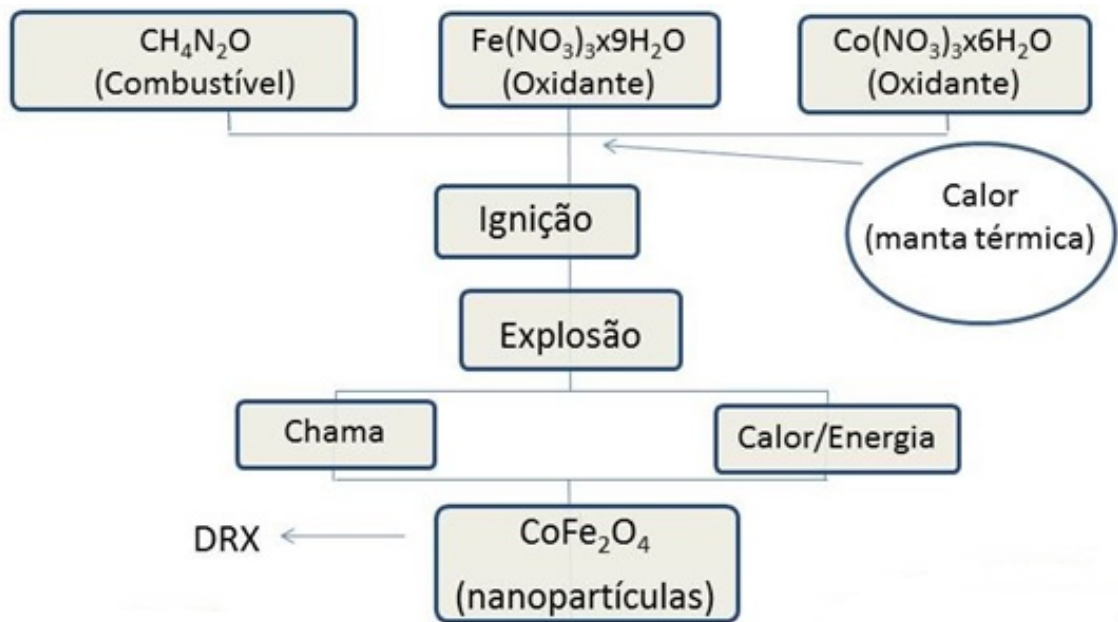 CH₄N₂O
(Combustível)
Fe(NO₃)₃x9H₂O
(Oxidante)
Co(NO₃)₃x6H₂O
(Oxidante)
Calor
(manta térmica)
Ignição
Explosão
Chama
Calor/Energia
DRX
CoFe₂O₄
(nanopartículas)